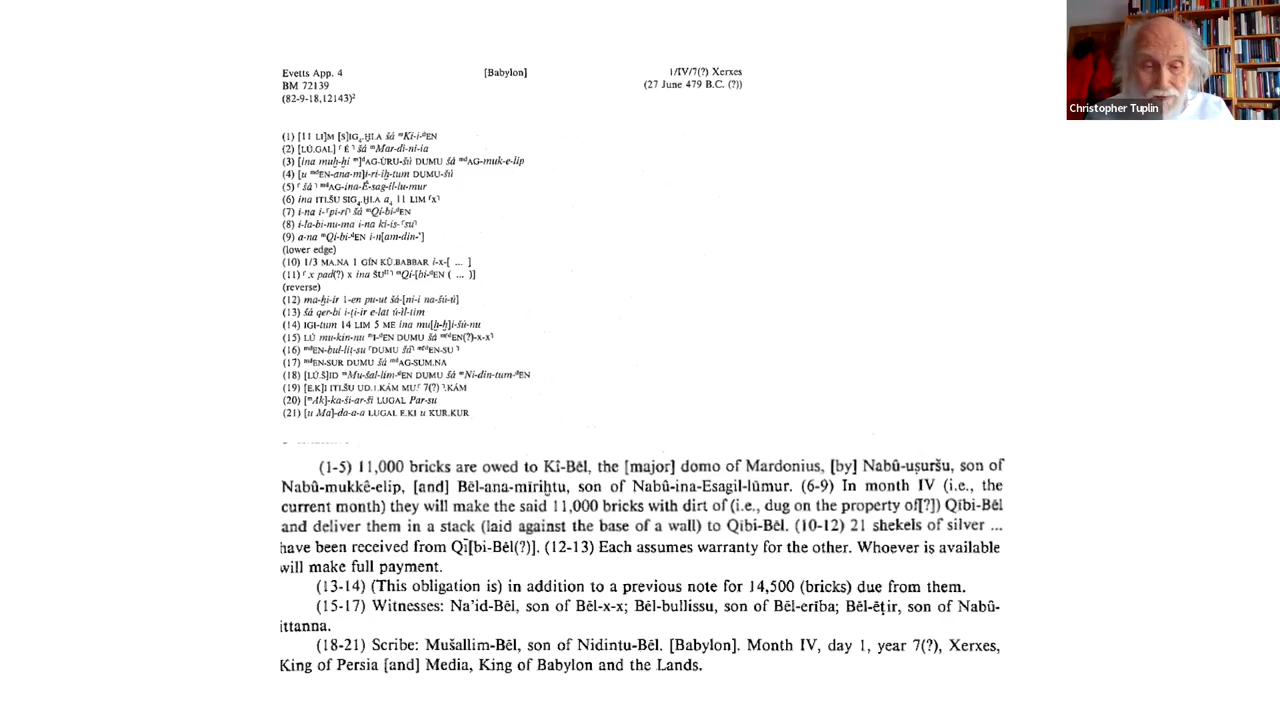 Evetts App. 4 [Babylon] 1/IV/7(?) Xerxes
BM 72139 (27 June 479 B.C. (?))
(82-9-18,12143)²
Christopher Tuplin
(1) [11 LI]M [S]IG₄.ḪI.A šá ᵐKi-i-ᵈEN
(2) [LÚ.GAL] ⸢É⸣ šá ᵐMar-di-ni-ia
(3) [ina muḫ-ḫi ᵐ]ᵈAG-ÙRU-šú DUMU šá ᵐᵈAG-muk-e-lip
(4) [u ᵐᵈEN-ana-m]i-ri-iḫ-tum DUMU-šú
(5) ⸢šá⸣ ᵐᵈAG-ina-É-sag-íl-lu-mur
(6) ina ITI.ŠU SIG₄.ḪI.A a₄ 11 LIM ⸢x⸣
(7) i-na i-⸢pi-ri⸣ šá ᵐQí-bi-ᵈEN
(8) i-la-bi-nu-ma i-na ki-is-⸢su⸣
(9) a-na ᵐQí-bi-ᵈEN i-n[am-din-ʾ]
(lower edge)
(10) 1/3 MA.NA 1 GÍN KÙ.BABBAR i-x-[ ... ]
(11) ⸢x pad(?) x ina ŠUᴵᴵ⸣ ᵐQí-[bi-ᵈEN ( ... )]
(reverse)
(12) ma-ḫi-ir 1-en pu-ut šá-[ni-i na-šú-ú]
(13) šá qer-bi i-ṭi-ir e-lat ú-ìl-tim
(14) IGI-tum 14 LIM 5 ME ina mu[ḫ-ḫ]i-šú-nu
(15) LÚ mu-kin-nu ᵐI-ᵈEN DUMU šá ᵐ⸢ᵈEN(?)-x-x⸣
(16) ᵐᵈEN-bul-liṭ-su ⸢DUMU šá⸣ ᵐ⸢ᵈEN-SU⸣
(17) ᵐᵈEN-SUR DUMU šá ᵐᵈAG-SUM.NA
(18) [LÚ.Š]ID ᵐMu-šal-lim-ᵈEN DUMU šá ᵐNi-din-tum-ᵈEN
(19) [E.K]I ITI.ŠU UD.1.KÁM MU.⸢7(?)⸣.KÁM
(20) [ᵐAk]-ka-ši-ar-ši LUGAL Par-su
(21) [u Ma]-da-a-a LUGAL E.KI u KUR.KUR
(1-5) 11,000 bricks are owed to Kî-Bêl, the [major] domo of Mardonius, [by] Nabû-uṣuršu, son of
Nabû-mukkê-elip, [and] Bēl-ana-mīriḫtu, son of Nabû-ina-Esagil-lūmur. (6-9) In month IV (i.e., the
current month) they will make the said 11,000 bricks with dirt of (i.e., dug on the property of[?]) Qibi-Bēl
and deliver them in a stack (laid against the base of a wall) to Qibi-Bēl. (10-12) 21 shekels of silver ...
have been received from Qī[bi-Bēl(?)]. (12-13) Each assumes warranty for the other. Whoever is available
will make full payment.
(13-14) (This obligation is) in addition to a previous note for 14,500 (bricks) due from them.
(15-17) Witnesses: Na'id-Bēl, son of Bēl-x-x; Bēl-bullissu, son of Bēl-erība; Bēl-ēṭir, son of Nabû-
ittanna.
(18-21) Scribe: Mušallim-Bēl, son of Nidintu-Bēl. [Babylon]. Month IV, day 1, year 7(?), Xerxes,
King of Persia [and] Media, King of Babylon and the Lands.